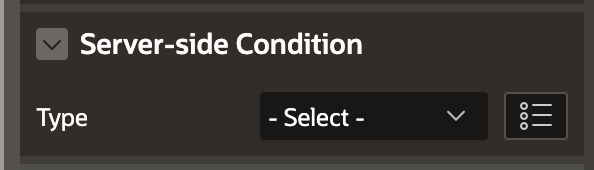 Server-side Condition
Type - Select -